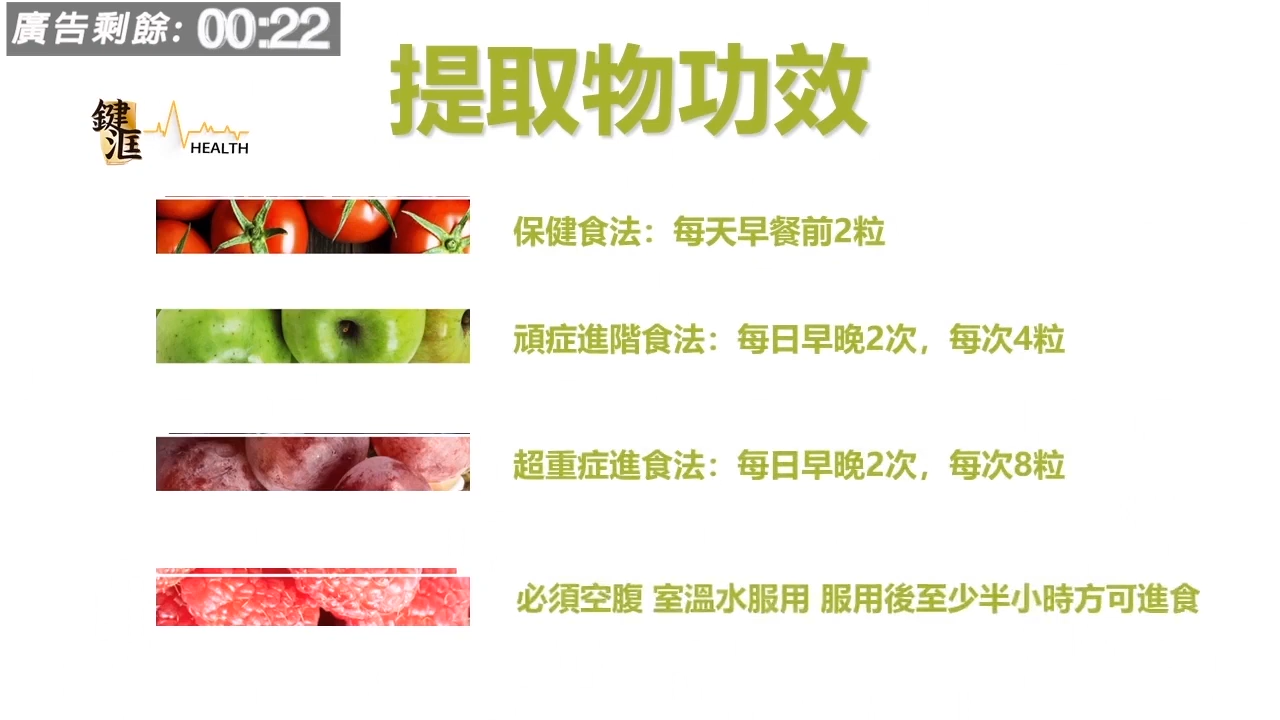 廣告剩餘: 00:22
提取物功效
鍵
滙
HEALTH
保健食法：每天早餐前2粒
頑症進階食法：每日早晚2次，每次4粒
超重症進食法：每日早晚2次，每次8粒
必須空腹 室溫水服用 服用後至少半小時方可進食